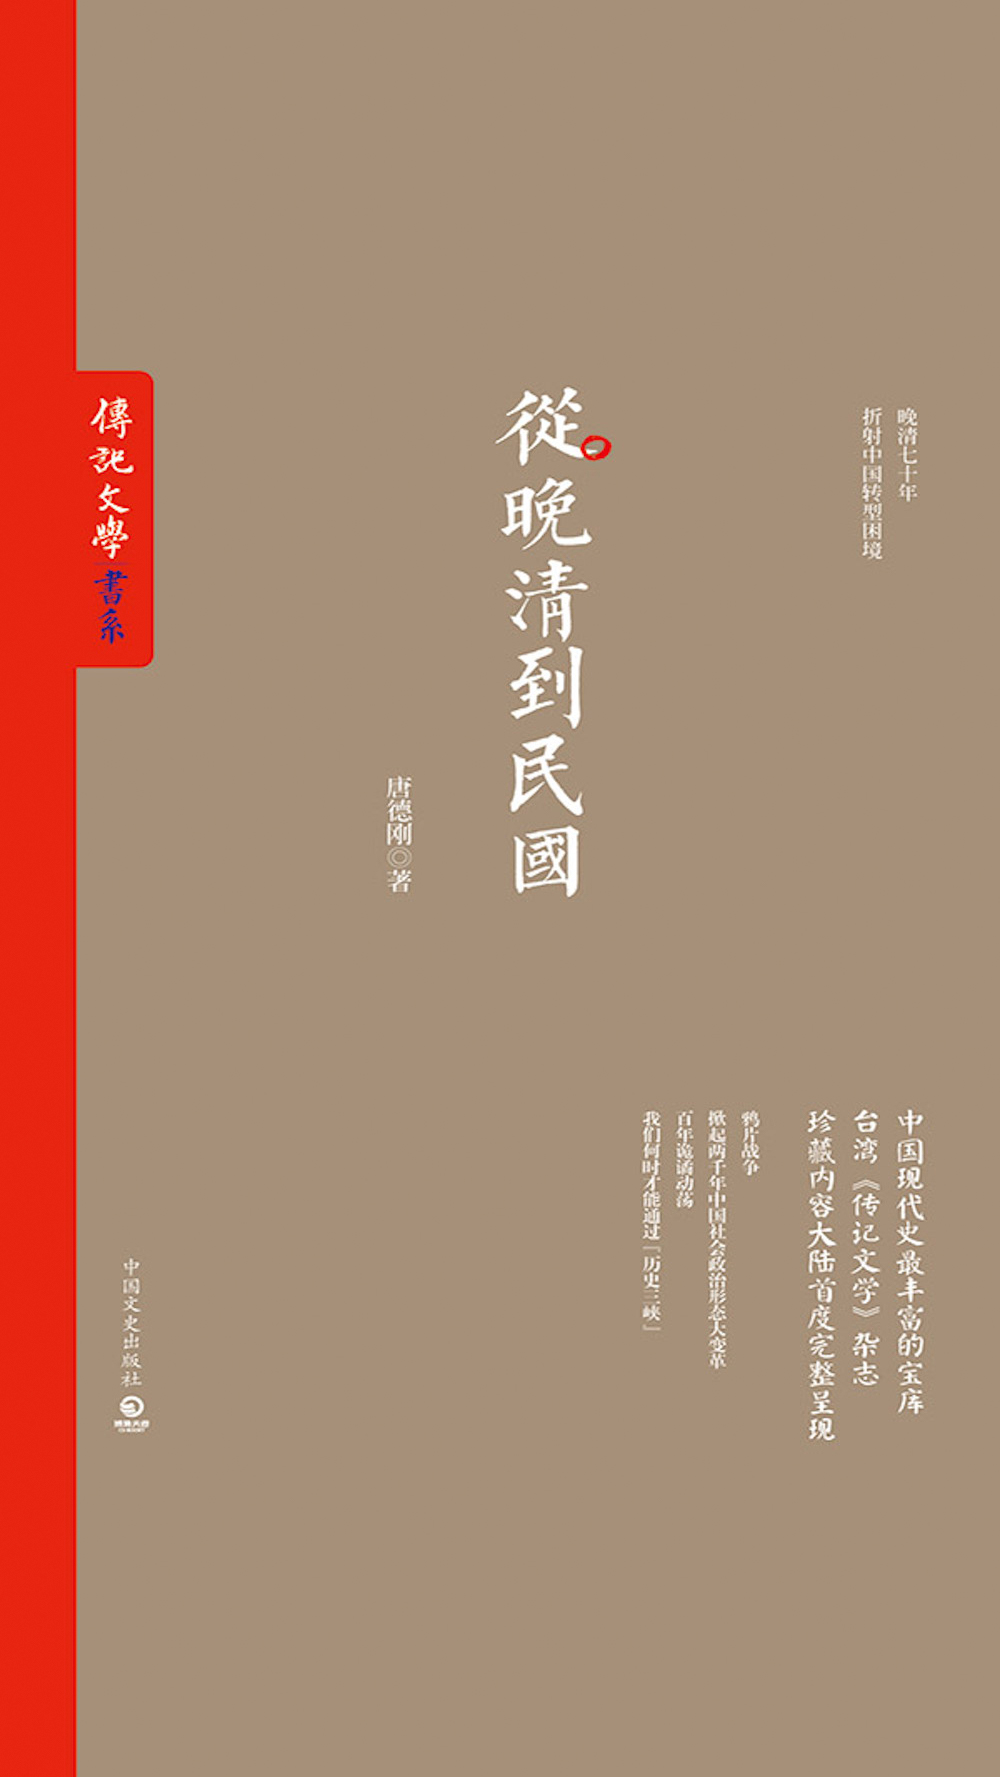 晚清七十年
折射中国转型困境
從晚清到民國
唐德刚◎著
傳記文學書系
中国现代史最丰富的宝库
台湾《传记文学》杂志
珍藏内容大陆首度完整呈现
鸦片战争
掀起两千年中国社会政治形态大变革
百年诡谲动荡
我们何时才能通过「历史三峡」
中国文史出版社